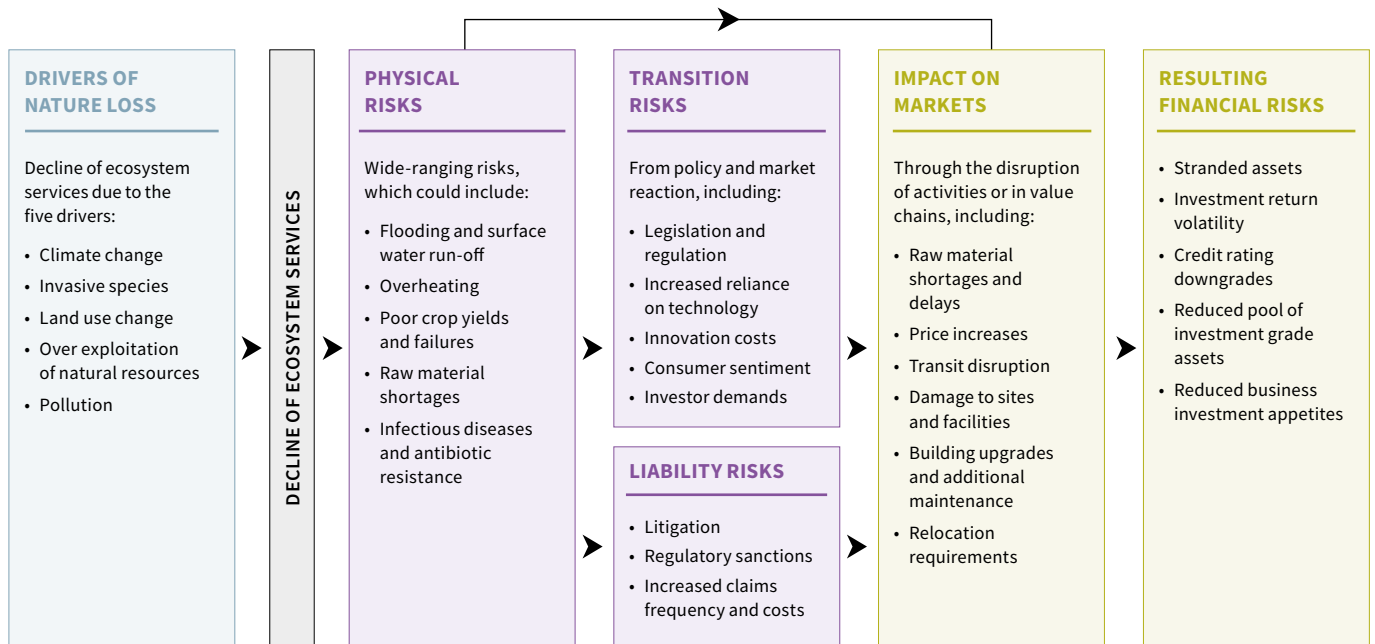 DRIVERS OF
NATURE LOSS
Decline of ecosystem
services due to the
five drivers:
• Climate change
• Invasive species
• Land use change
• Over exploitation
of natural resources
• Pollution
DECLINE OF ECOSYSTEM SERVICES
PHYSICAL
RISKS
Wide-ranging risks,
which could include:
• Flooding and surface
water run-off
• Overheating
• Poor crop yields
and failures
• Raw material
shortages
• Infectious diseases
and antibiotic
resistance
TRANSITION
RISKS
From policy and market
reaction, including:
• Legislation and
regulation
• Increased reliance
on technology
• Innovation costs
• Consumer sentiment
• Investor demands
LIABILITY RISKS
• Litigation
• Regulatory sanctions
• Increased claims
frequency and costs
IMPACT ON
MARKETS
Through the disruption
of activities or in value
chains, including:
• Raw material
shortages and
delays
• Price increases
• Transit disruption
• Damage to sites
and facilities
• Building upgrades
and additional
maintenance
• Relocation
requirements
RESULTING
FINANCIAL RISKS
• Stranded assets
• Investment return
volatility
• Credit rating
downgrades
• Reduced pool of
investment grade
assets
• Reduced business
investment appetites